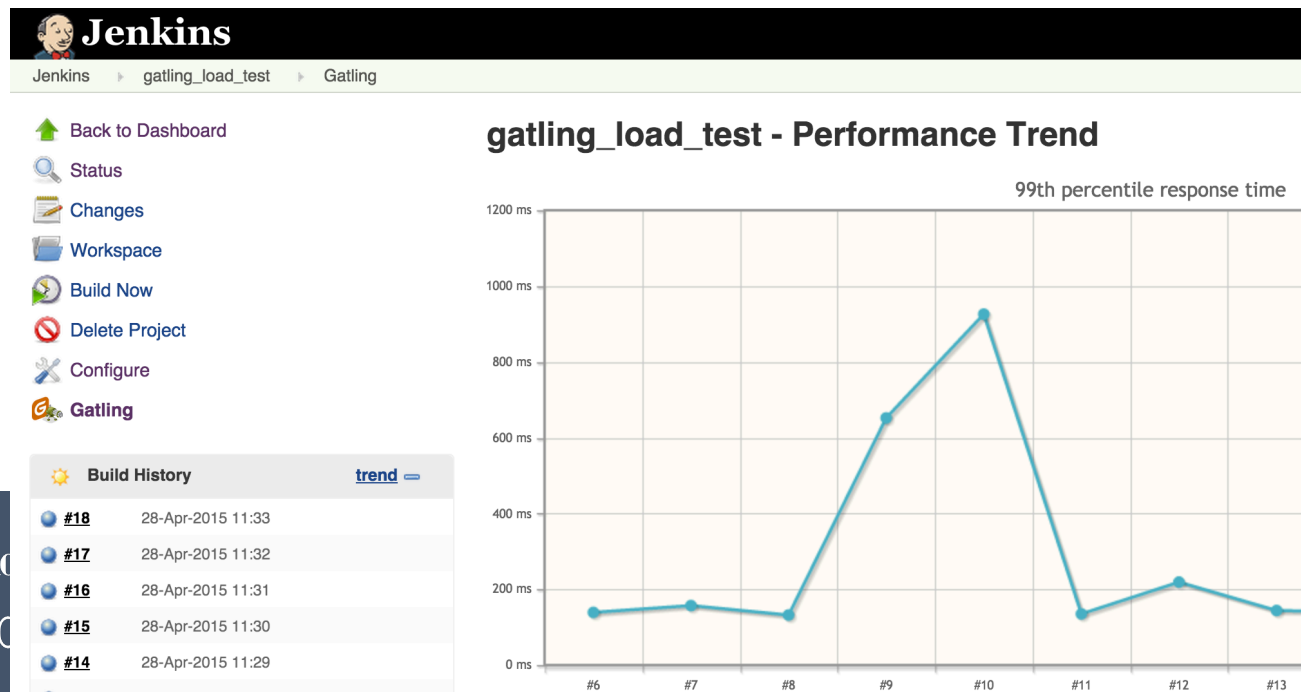 Jenkins
Jenkins gatling_load_test Gatling
Back to Dashboard
Status
Changes
Workspace
Build Now
Delete Project
Configure
Gatling
Build History trend
#18 28-Apr-2015 11:33
#17 28-Apr-2015 11:32
#16 28-Apr-2015 11:31
#15 28-Apr-2015 11:30
#14 28-Apr-2015 11:29
gatling_load_test - Performance Trend
99th percentile response time
1200 ms
1000 ms
800 ms
600 ms
400 ms
200 ms
0 ms
#6 #7 #8 #9 #10 #11 #12 #13